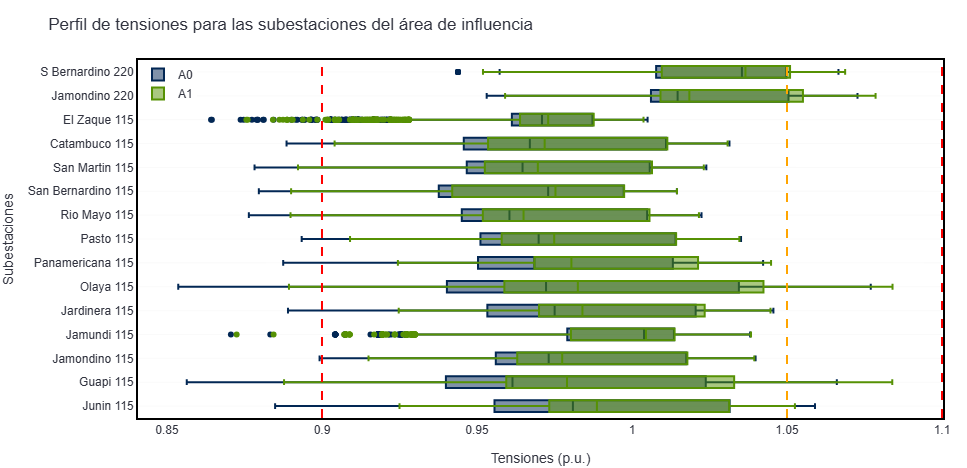 Perfil de tensiones para las subestaciones del área de influencia
A0
A1
S Bernardino 220
Jamondino 220
El Zaque 115
Catambuco 115
San Martin 115
San Bernardino 115
Rio Mayo 115
Pasto 115
Panamericana 115
Olaya 115
Jardinera 115
Jamundi 115
Jamondino 115
Guapi 115
Junin 115
Subestaciones
0.85 0.9 0.95 1 1.05 1.1
Tensiones (p.u.)